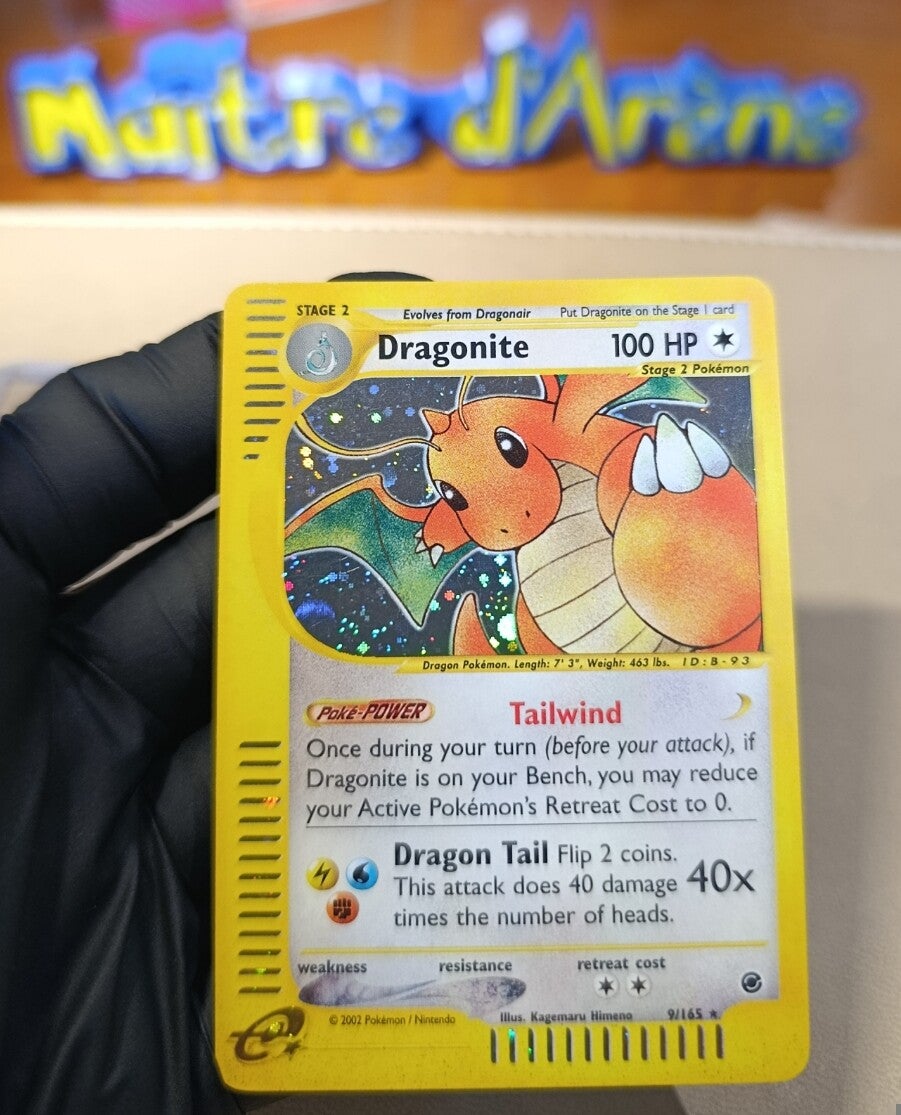 Maître d'Arène
STAGE 2 Evolves from Dragonair Put Dragonite on the Stage 1 card
Dragonite 100 HP
Stage 2 Pokémon
Dragon Pokémon. Length: 7' 3", Weight: 463 lbs. ID:B-93
Poké-POWER Tailwind
Once during your turn (before your attack), if
Dragonite is on your Bench, you may reduce
your Active Pokémon's Retreat Cost to 0.
Dragon Tail Flip 2 coins.
This attack does 40 damage 40x
times the number of heads.
weakness resistance retreat cost
© 2002 Pokémon / Nintendo Illus. Kagemaru Himeno 9/165 ★
e